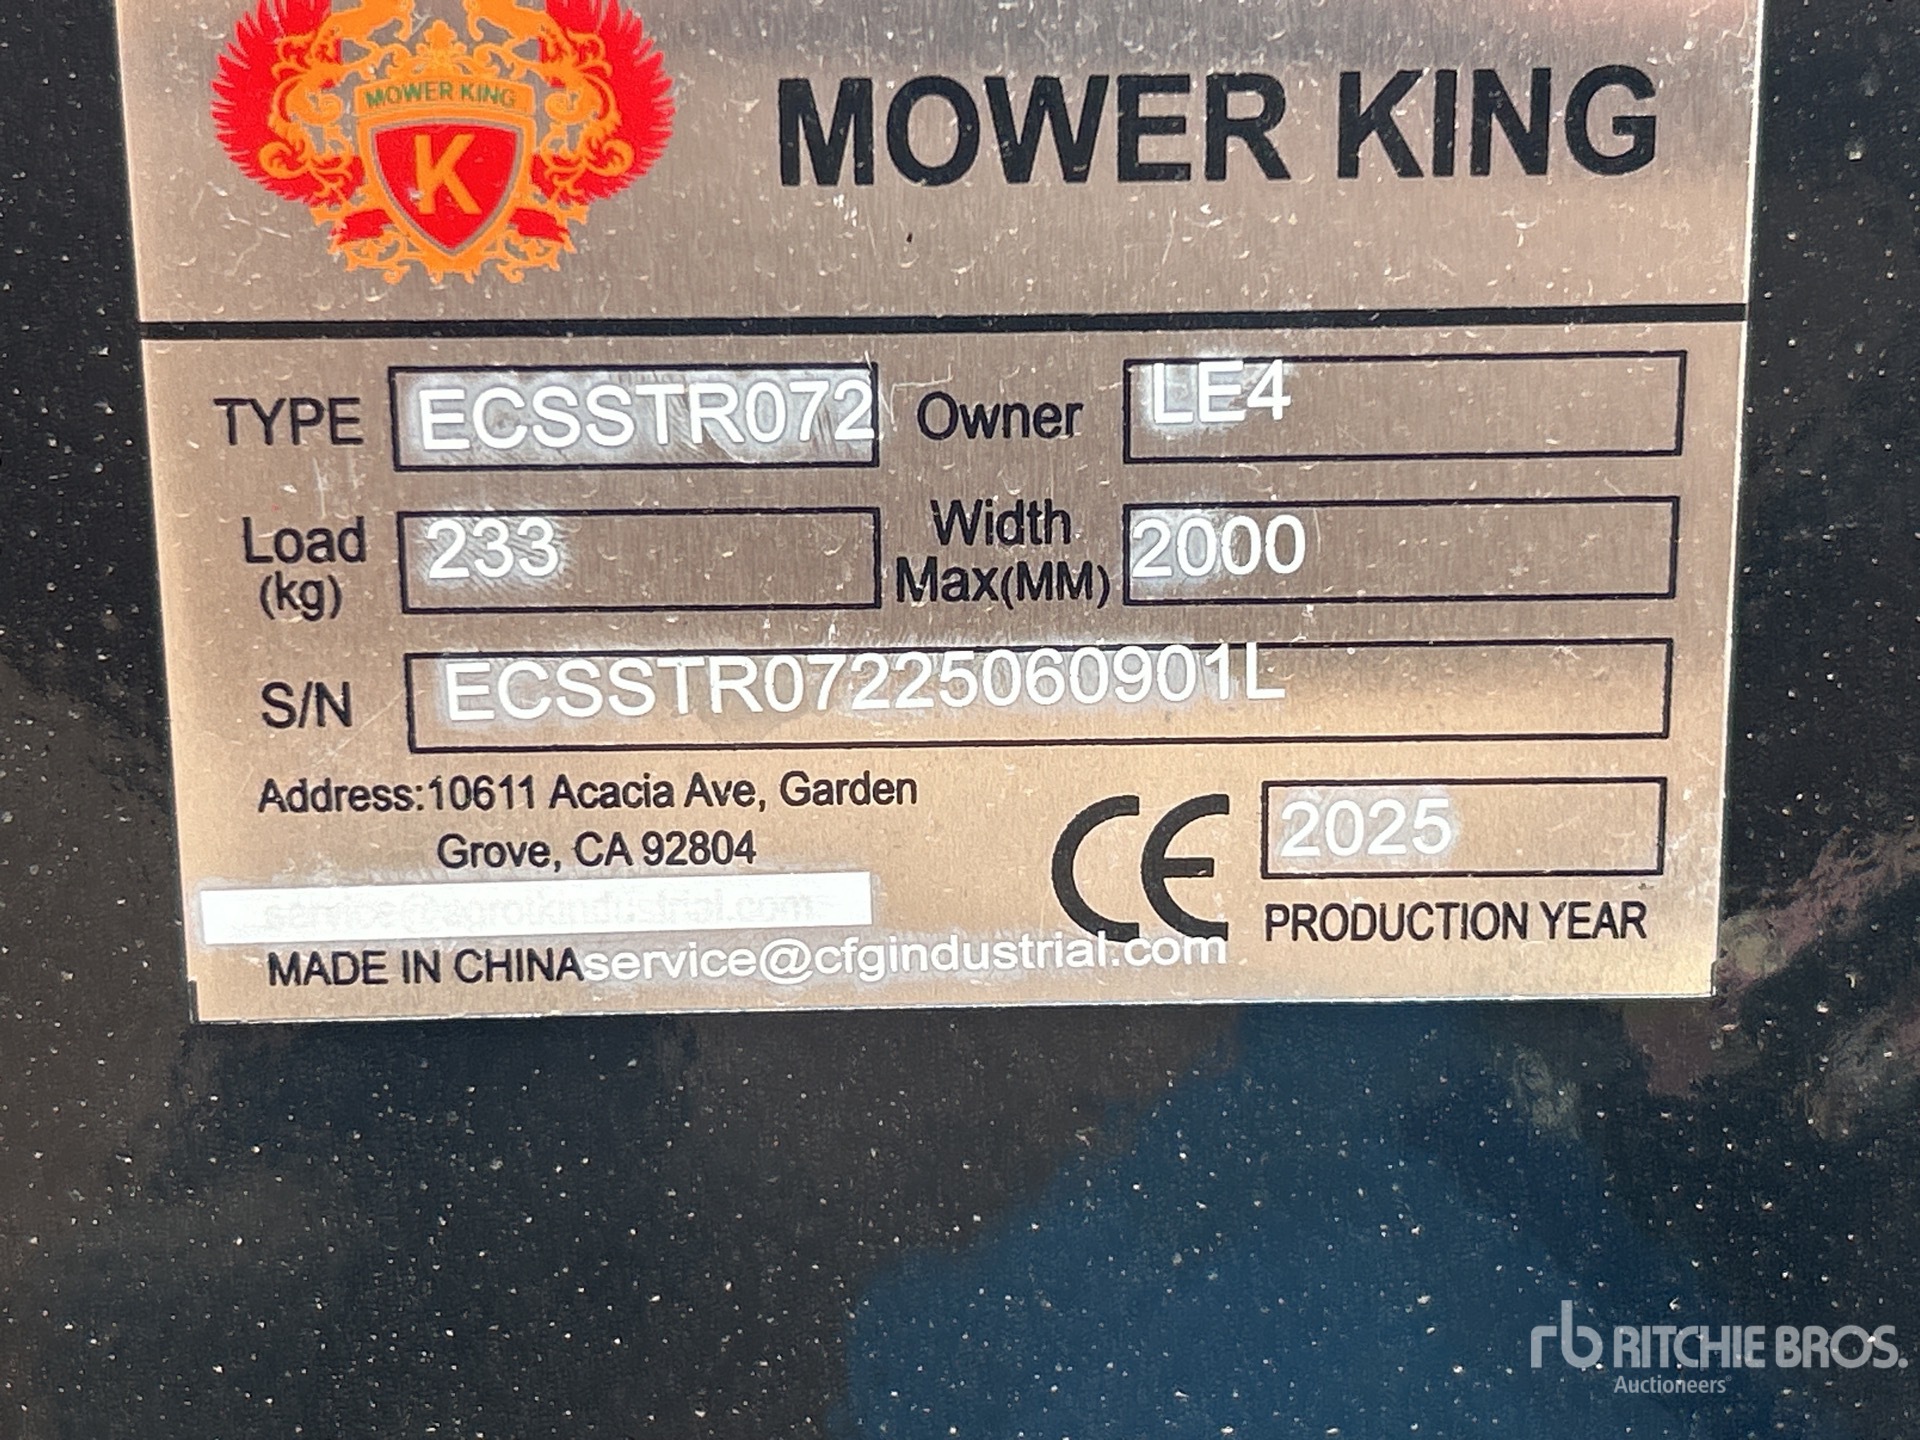 MOWER KING
K
MOWER KING
TYPE ECSSTR072 Owner LE4
Load (kg) 233 Width Max(MM) 2000
S/N ECSSTR07225060901L
Address:10611 Acacia Ave, Garden
Grove, CA 92804
2025
CE PRODUCTION YEAR
MADE IN CHINA service@cfgindustrial.com
rb RITCHIE BROS.
Auctioneers